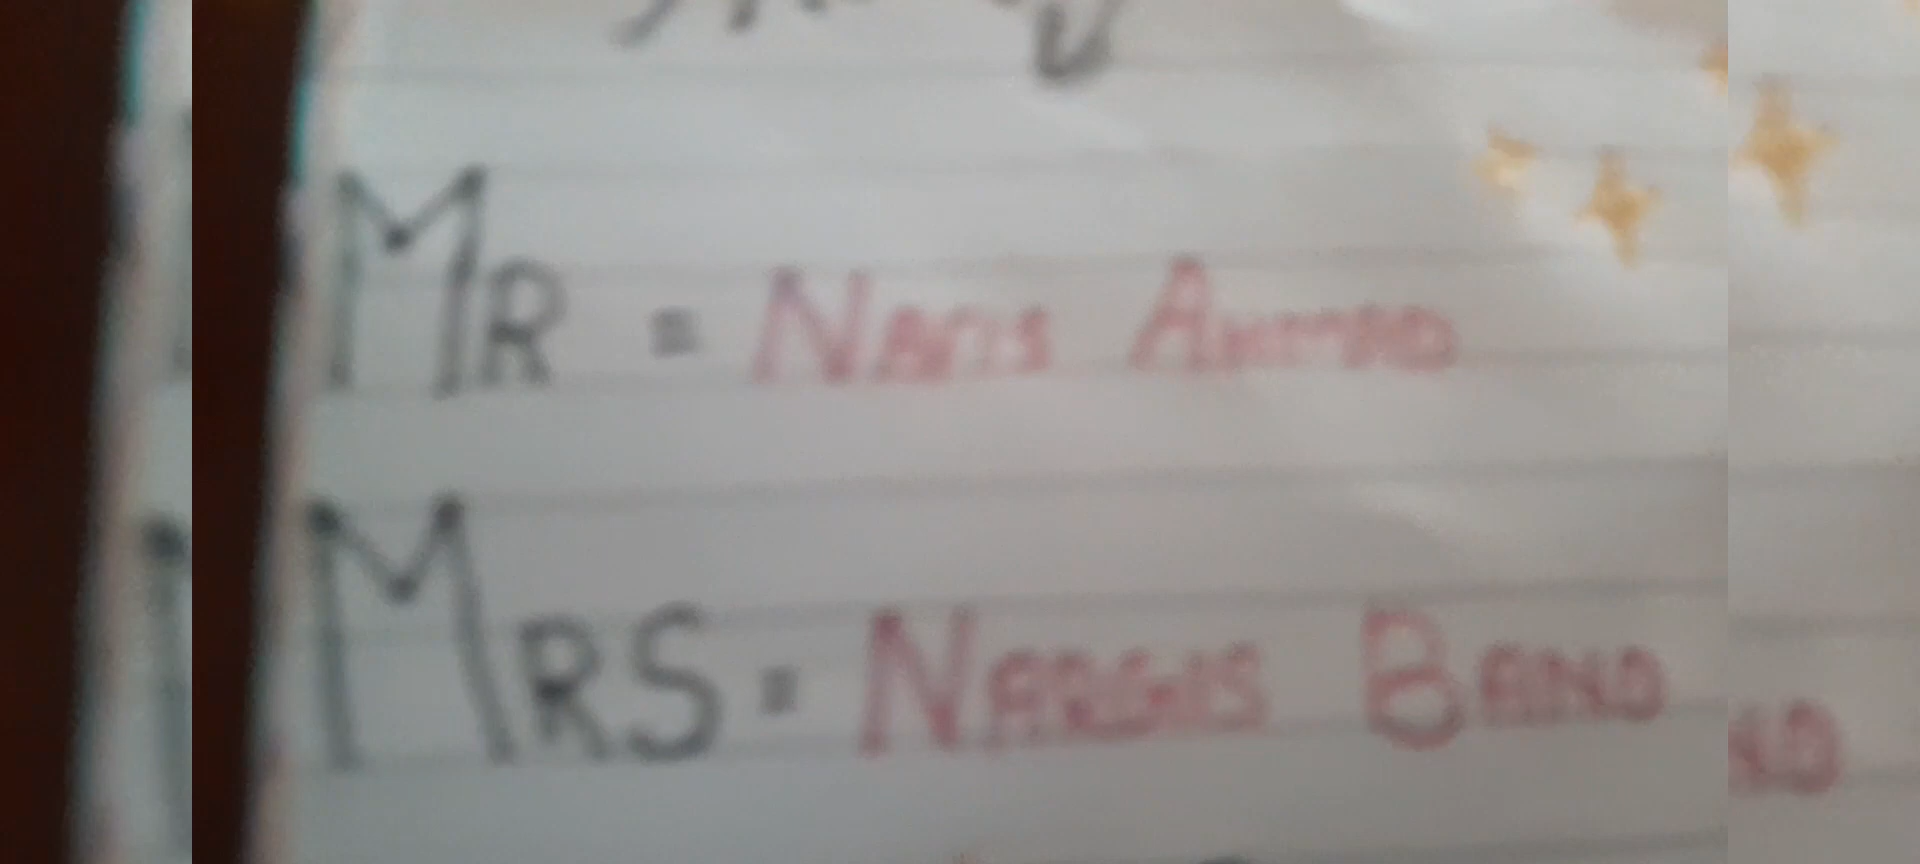 MR = NAFIS AHMAD
MRS = NARGIS BANO